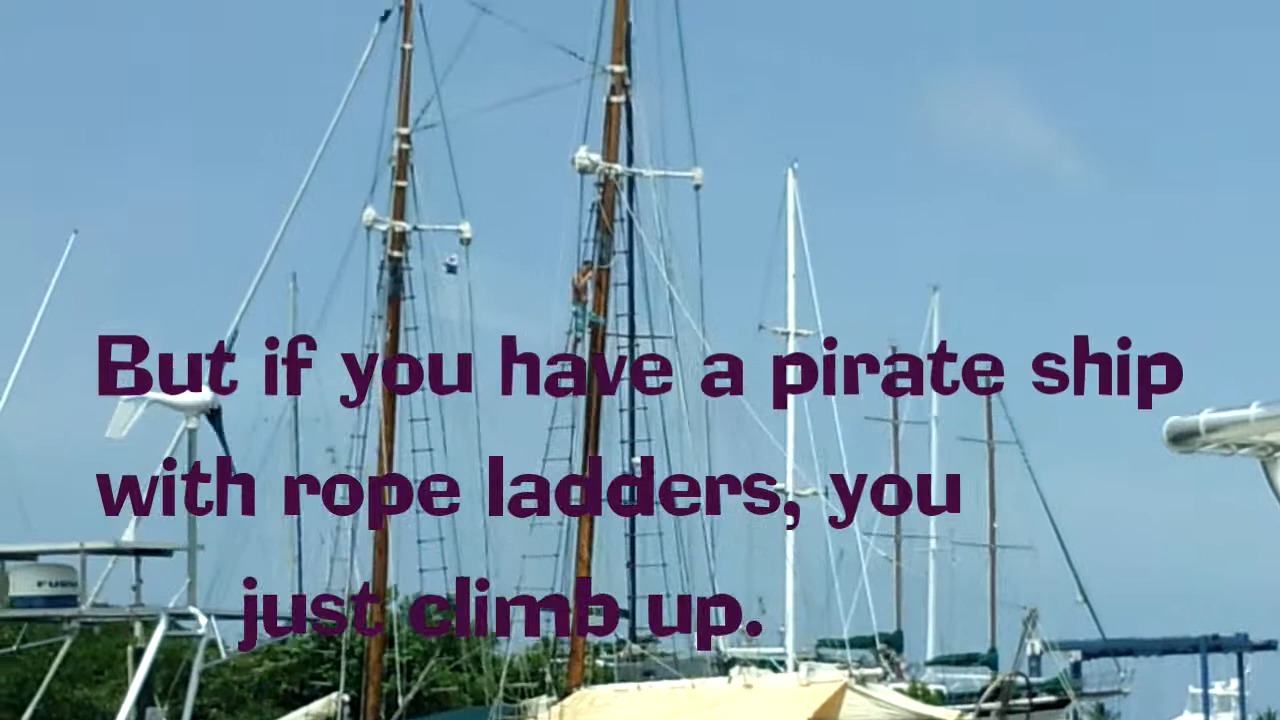 But if you have a pirate ship
with rope ladders, you
just climb up.